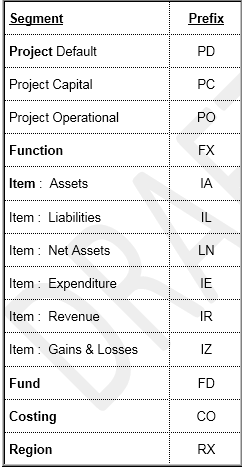 Segment Prefix
Project Default PD
Project Capital PC
Project Operational PO
Function FX
Item : Assets IA
Item : Liabilities IL
Item : Net Assets LN
Item : Expenditure IE
Item : Revenue IR
Item : Gains & Losses IZ
Fund FD
Costing CO
Region RX
DRAF